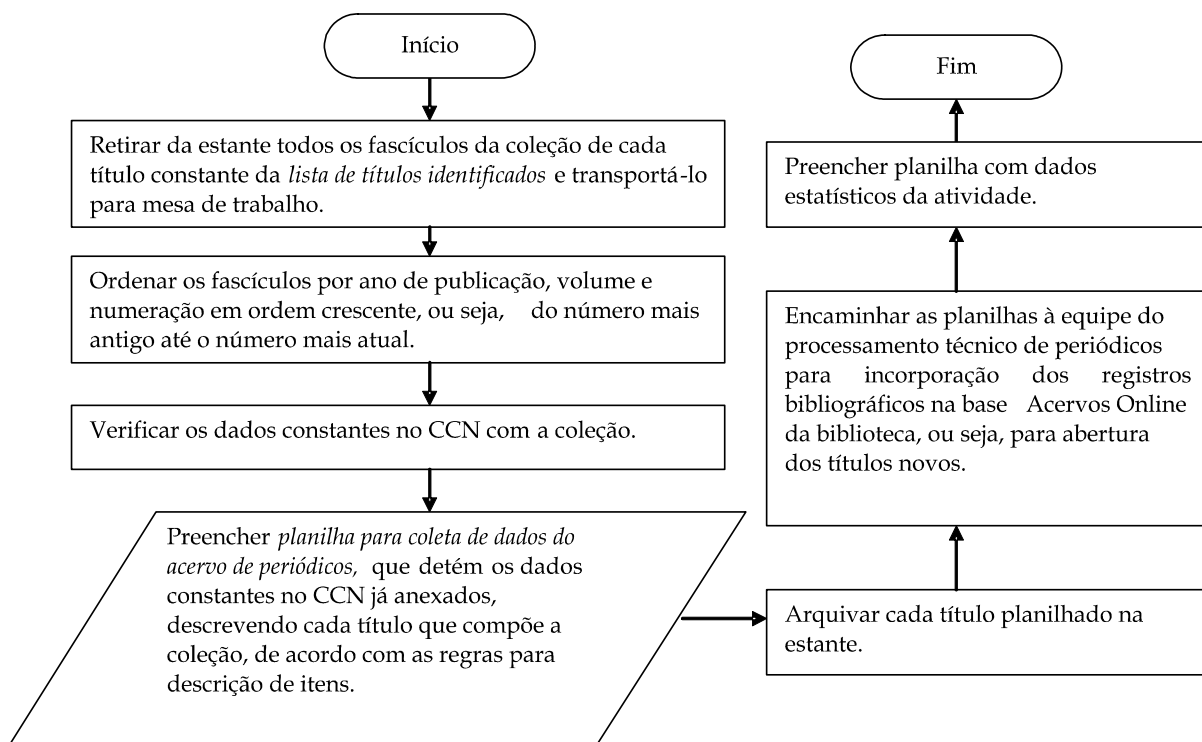 Início
Retirar da estante todos os fascículos da coleção de cada
título constante da lista de títulos identificados e transportá-lo
para mesa de trabalho.
Ordenar os fascículos por ano de publicação, volume e
numeração em ordem crescente, ou seja, do número mais
antigo até o número mais atual.
Verificar os dados constantes no CCN com a coleção.
Preencher planilha para coleta de dados do
acervo de periódicos, que detém os dados
constantes no CCN já anexados,
descrevendo cada título que compõe a
coleção, de acordo com as regras para
descrição de itens.
Arquivar cada título planilhado na
estante.
Encaminhar as planilhas à equipe do
processamento técnico de periódicos
para incorporação dos registros
bibliográficos na base Acervos Online
da biblioteca, ou seja, para abertura
dos títulos novos.
Preencher planilha com dados
estatísticos da atividade.
Fim